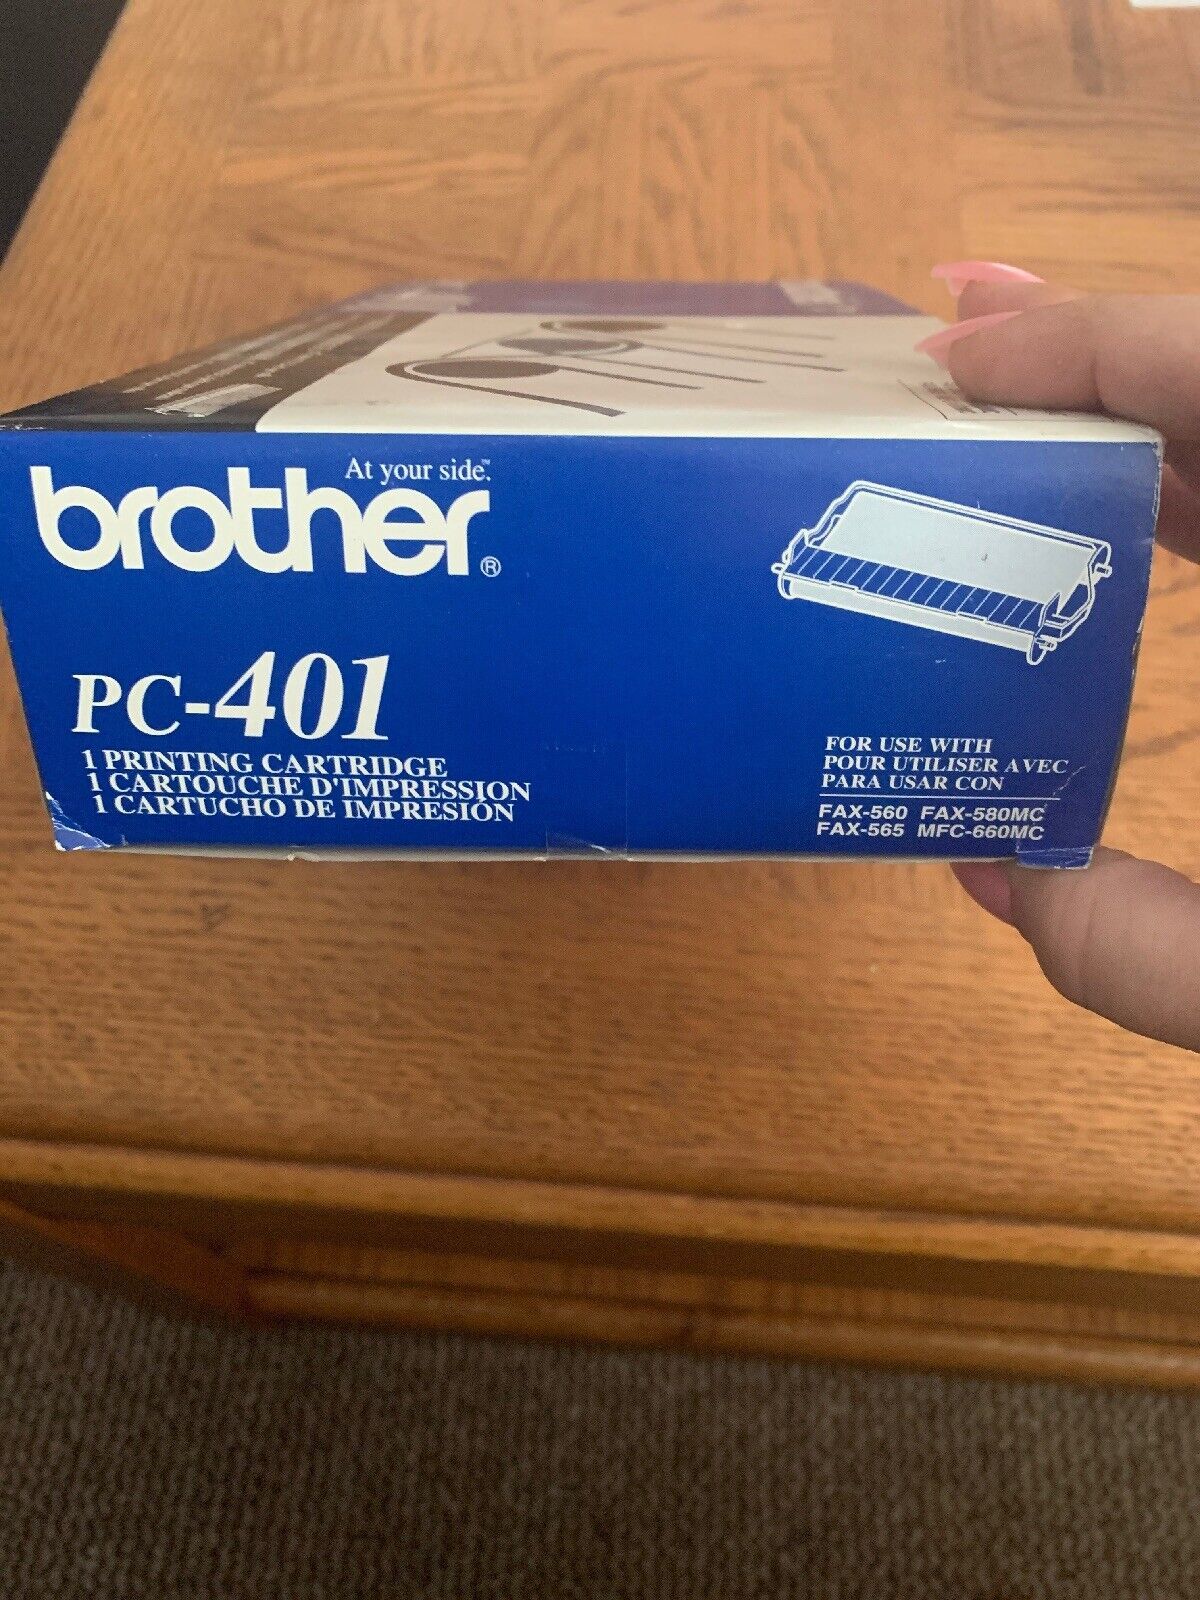 At your side.™
brother®
PC-401
1 PRINTING CARTRIDGE
1 CARTOUCHE D'IMPRESSION
1 CARTUCHO DE IMPRESIÓN
FOR USE WITH
POUR UTILISER AVEC
PARA USAR CON
FAX-560 FAX-580MC
FAX-565 MFC-660MC